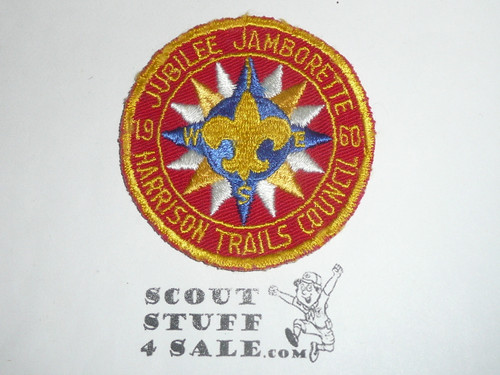 JUBILEE JAMBORETTE
19 60
W E
S
HARRISON TRAILS COUNCIL
SCOUT
STUFF
4 SALE.COM